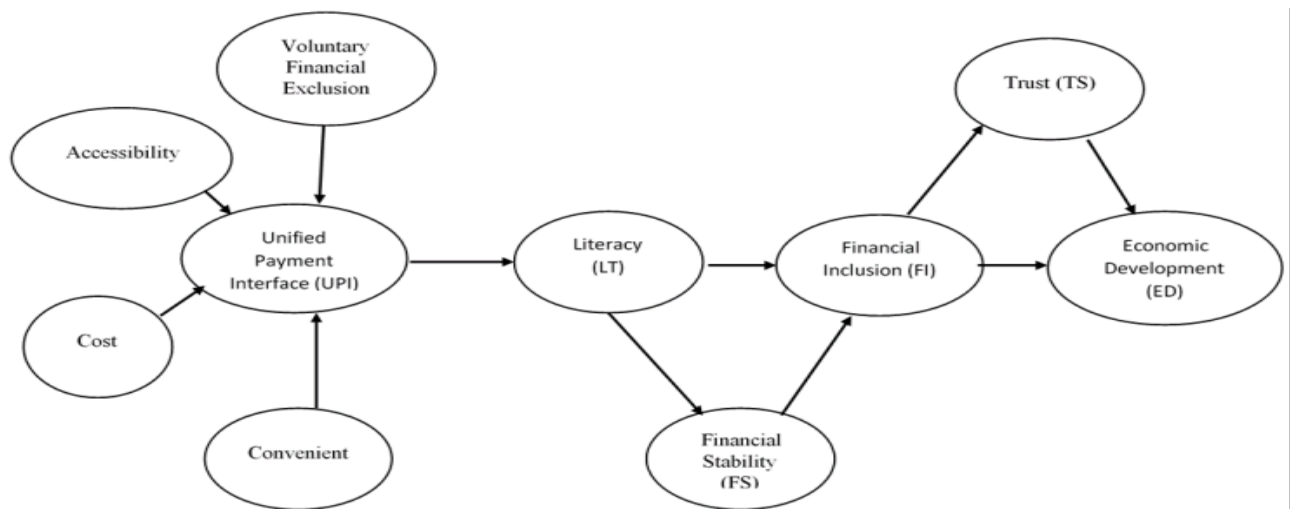 Voluntary
Financial
Exclusion
Trust (TS)
Accessibility
Unified
Payment
Interface (UPI)
Literacy
(LT)
Financial
Inclusion (FI)
Economic
Development
(ED)
Cost
Convenient
Financial
Stability
(FS)